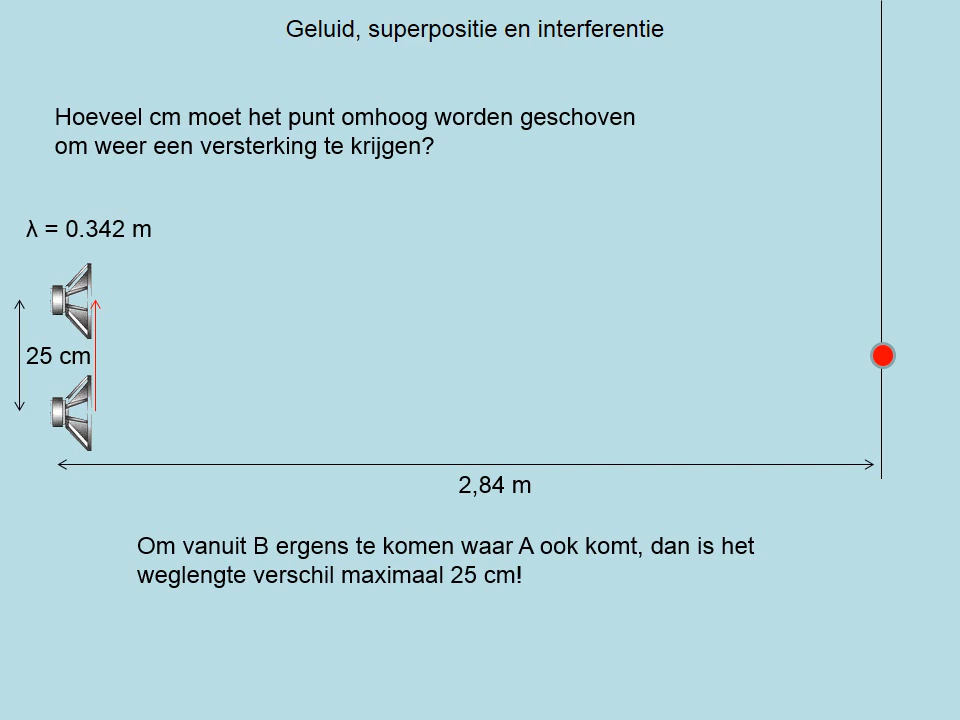 Geluid, superpositie en interferentie
Hoeveel cm moet het punt omhoog worden geschoven
om weer een versterking te krijgen?
λ = 0.342 m
25 cm
2,84 m
Om vanuit B ergens te komen waar A ook komt, dan is het
weglengte verschil maximaal 25 cm!